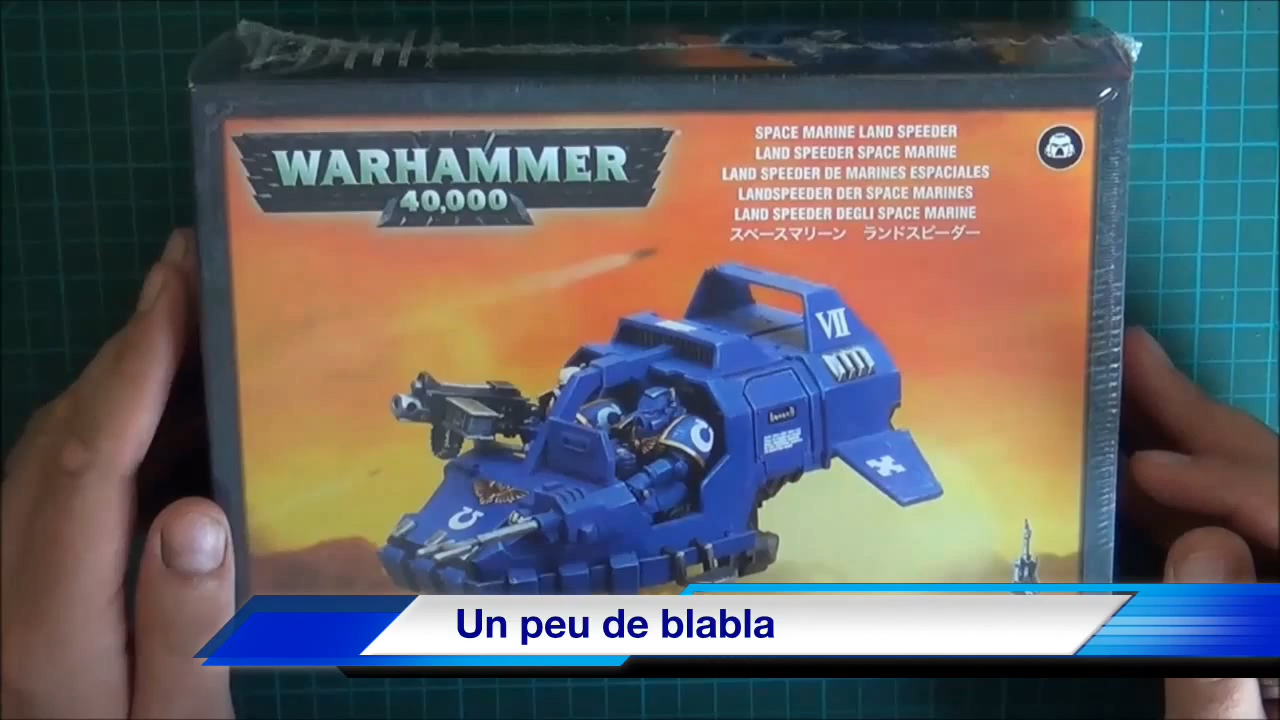 WARHAMMER
40,000
SPACE MARINE LAND SPEEDER
LAND SPEEDER SPACE MARINE
LAND SPEEDER DE MARINES ESPACIALES
LANDSPEEDER DER SPACE MARINES
LAND SPEEDER DEGLI SPACE MARINE
スペースマリーン ランドスピーダー
VII
Un peu de blabla